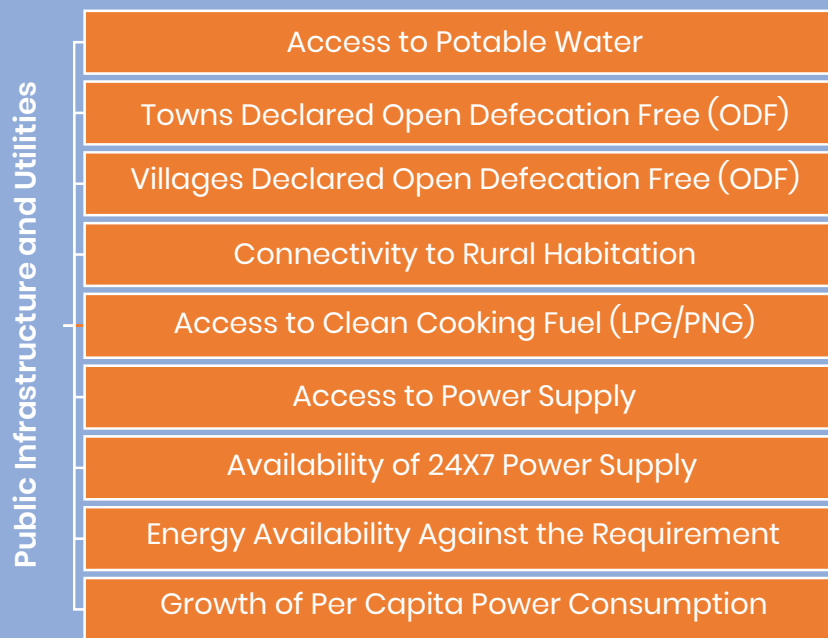 Public Infrastructure and Utilities
Access to Potable Water
Towns Declared Open Defecation Free (ODF)
Villages Declared Open Defecation Free (ODF)
Connectivity to Rural Habitation
Access to Clean Cooking Fuel (LPG/PNG)
Access to Power Supply
Availability of 24X7 Power Supply
Energy Availability Against the Requirement
Growth of Per Capita Power Consumption